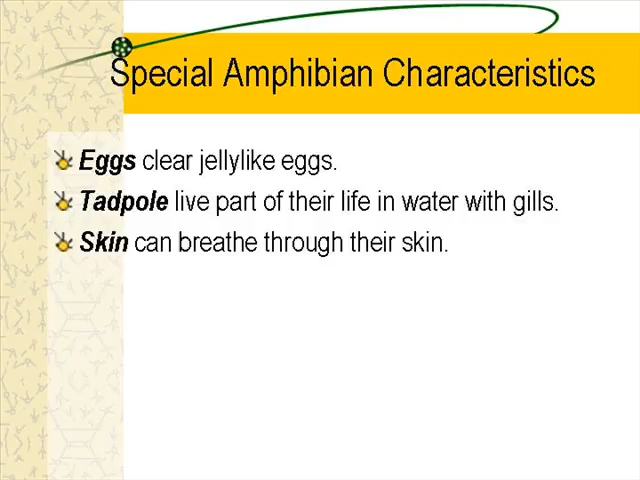 Special Amphibian Characteristics
Eggs clear jellylike eggs.
Tadpole live part of their life in water with gills.
Skin can breathe through their skin.